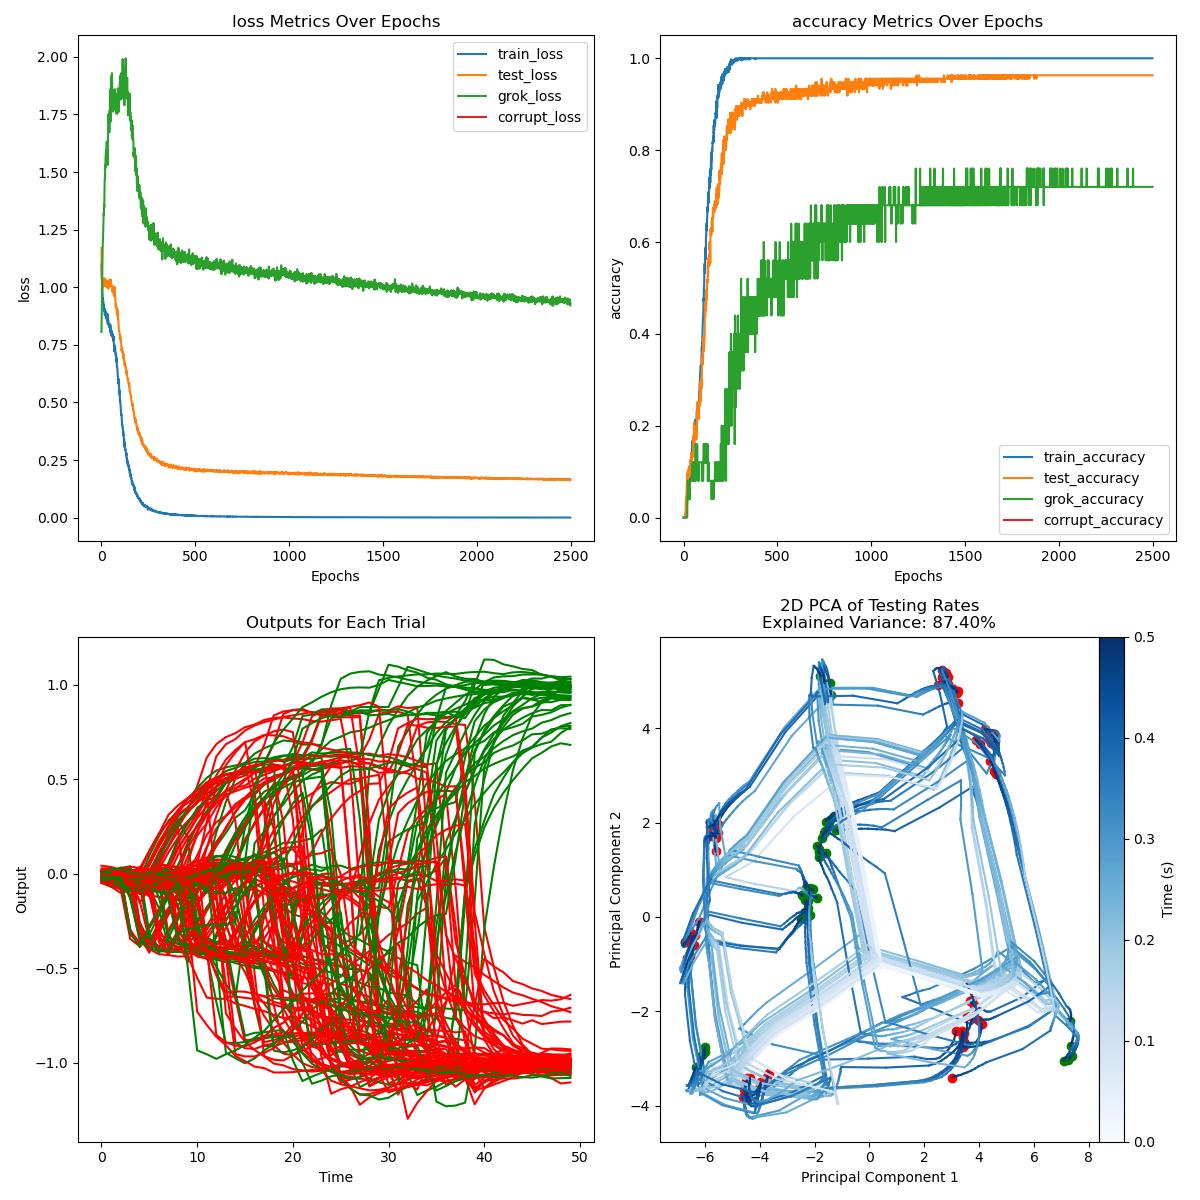 loss Metrics Over Epochs
2.00
1.75
1.50
1.25
1.00
0.75
0.50
0.25
0.00
loss
train_loss
test_loss
grok_loss
corrupt_loss
0 500 1000 1500 2000 2500
Epochs
accuracy Metrics Over Epochs
1.0
0.8
0.6
0.4
0.2
0.0
accuracy
train_accuracy
test_accuracy
grok_accuracy
corrupt_accuracy
0 500 1000 1500 2000 2500
Epochs
Outputs for Each Trial
1.0
0.5
0.0
−0.5
−1.0
Output
0 10 20 30 40 50
Time
2D PCA of Testing Rates
Explained Variance: 87.40%
4
2
0
−2
−4
Principal Component 2
−6 −4 −2 0 2 4 6 8
Principal Component 1
0.5
0.4
0.3
0.2
0.1
0.0
Time (s)